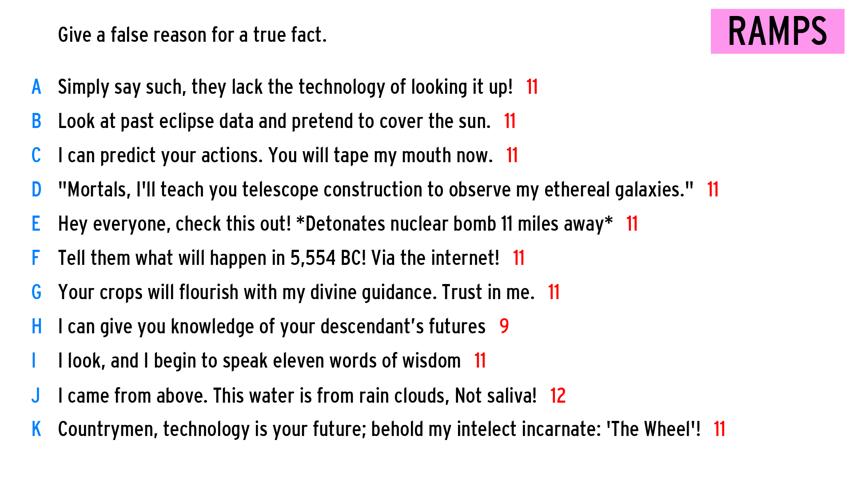 Give a false reason for a true fact.
RAMPS
A Simply say such, they lack the technology of looking it up! 11
B Look at past eclipse data and pretend to cover the sun. 11
C I can predict your actions. You will tape my mouth now. 11
D "Mortals, I'll teach you telescope construction to observe my ethereal galaxies." 11
E Hey everyone, check this out! *Detonates nuclear bomb 11 miles away* 11
F Tell them what will happen in 5,554 BC! Via the internet! 11
G Your crops will flourish with my divine guidance. Trust in me. 11
H I can give you knowledge of your descendant’s futures 9
I I look, and I begin to speak eleven words of wisdom 11
J I came from above. This water is from rain clouds, Not saliva! 12
K Countrymen, technology is your future; behold my intelect incarnate: 'The Wheel'! 11